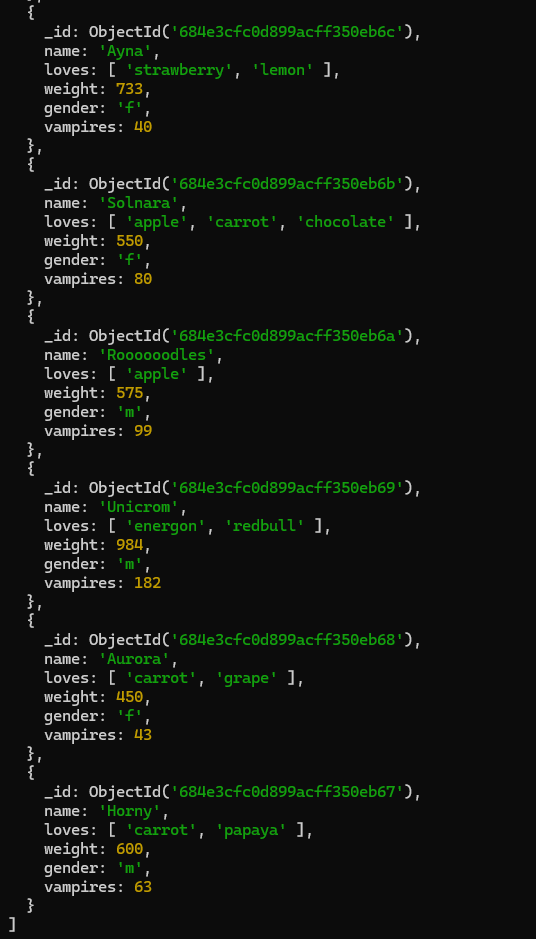 },
{
_id: ObjectId('684e3cfc0d899acff350eb6c'),
name: 'Ayna',
loves: [ 'strawberry', 'lemon' ],
weight: 733,
gender: 'f',
vampires: 40
},
{
_id: ObjectId('684e3cfc0d899acff350eb6b'),
name: 'Solnara',
loves: [ 'apple', 'carrot', 'chocolate' ],
weight: 550,
gender: 'f',
vampires: 80
},
{
_id: ObjectId('684e3cfc0d899acff350eb6a'),
name: 'Roooooodles',
loves: [ 'apple' ],
weight: 575,
gender: 'm',
vampires: 99
},
{
_id: ObjectId('684e3cfc0d899acff350eb69'),
name: 'Unicrom',
loves: [ 'energon', 'redbull' ],
weight: 984,
gender: 'm',
vampires: 182
},
{
_id: ObjectId('684e3cfc0d899acff350eb68'),
name: 'Aurora',
loves: [ 'carrot', 'grape' ],
weight: 450,
gender: 'f',
vampires: 43
},
{
_id: ObjectId('684e3cfc0d899acff350eb67'),
name: 'Horny',
loves: [ 'carrot', 'papaya' ],
weight: 600,
gender: 'm',
vampires: 63
}
]